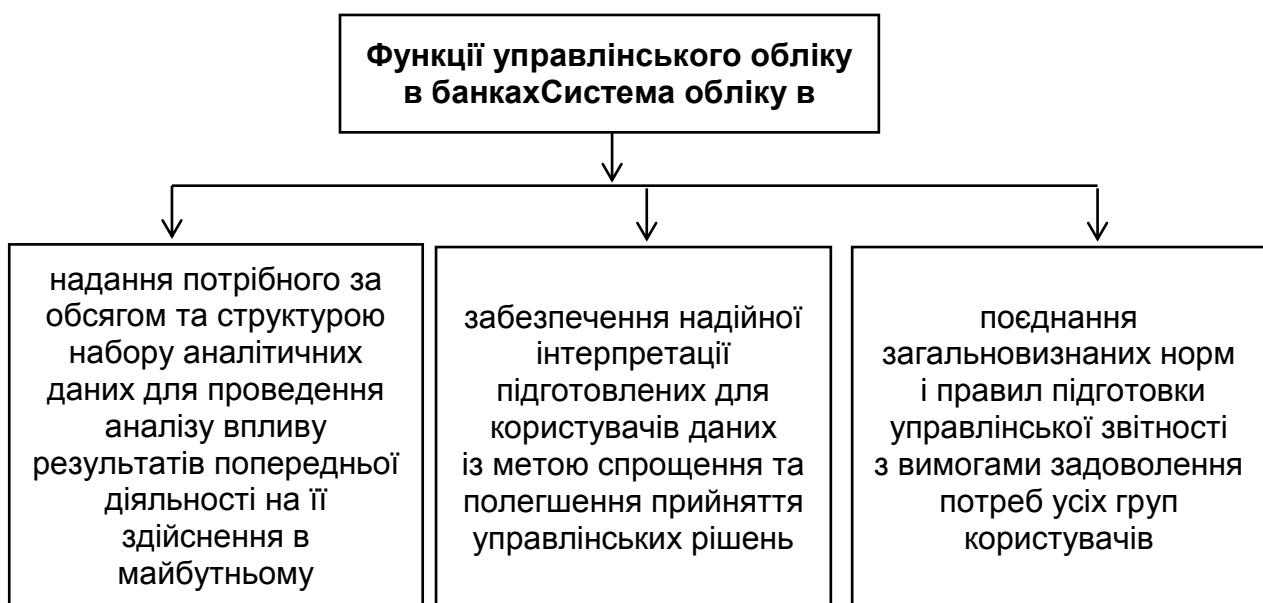 Функції управлінського обліку
в банкахСистема обліку в
надання потрібного за
обсягом та структурою
набору аналітичних
даних для проведення
аналізу впливу
результатів попередньої
діяльності на її
здійснення в
майбутньому
забезпечення надійної
інтерпретації
підготовлених для
користувачів даних
із метою спрощення та
полегшення прийняття
управлінських рішень
поєднання
загальновизнаних норм
і правил підготовки
управлінської звітності
з вимогами задоволення
потреб усіх груп
користувачів